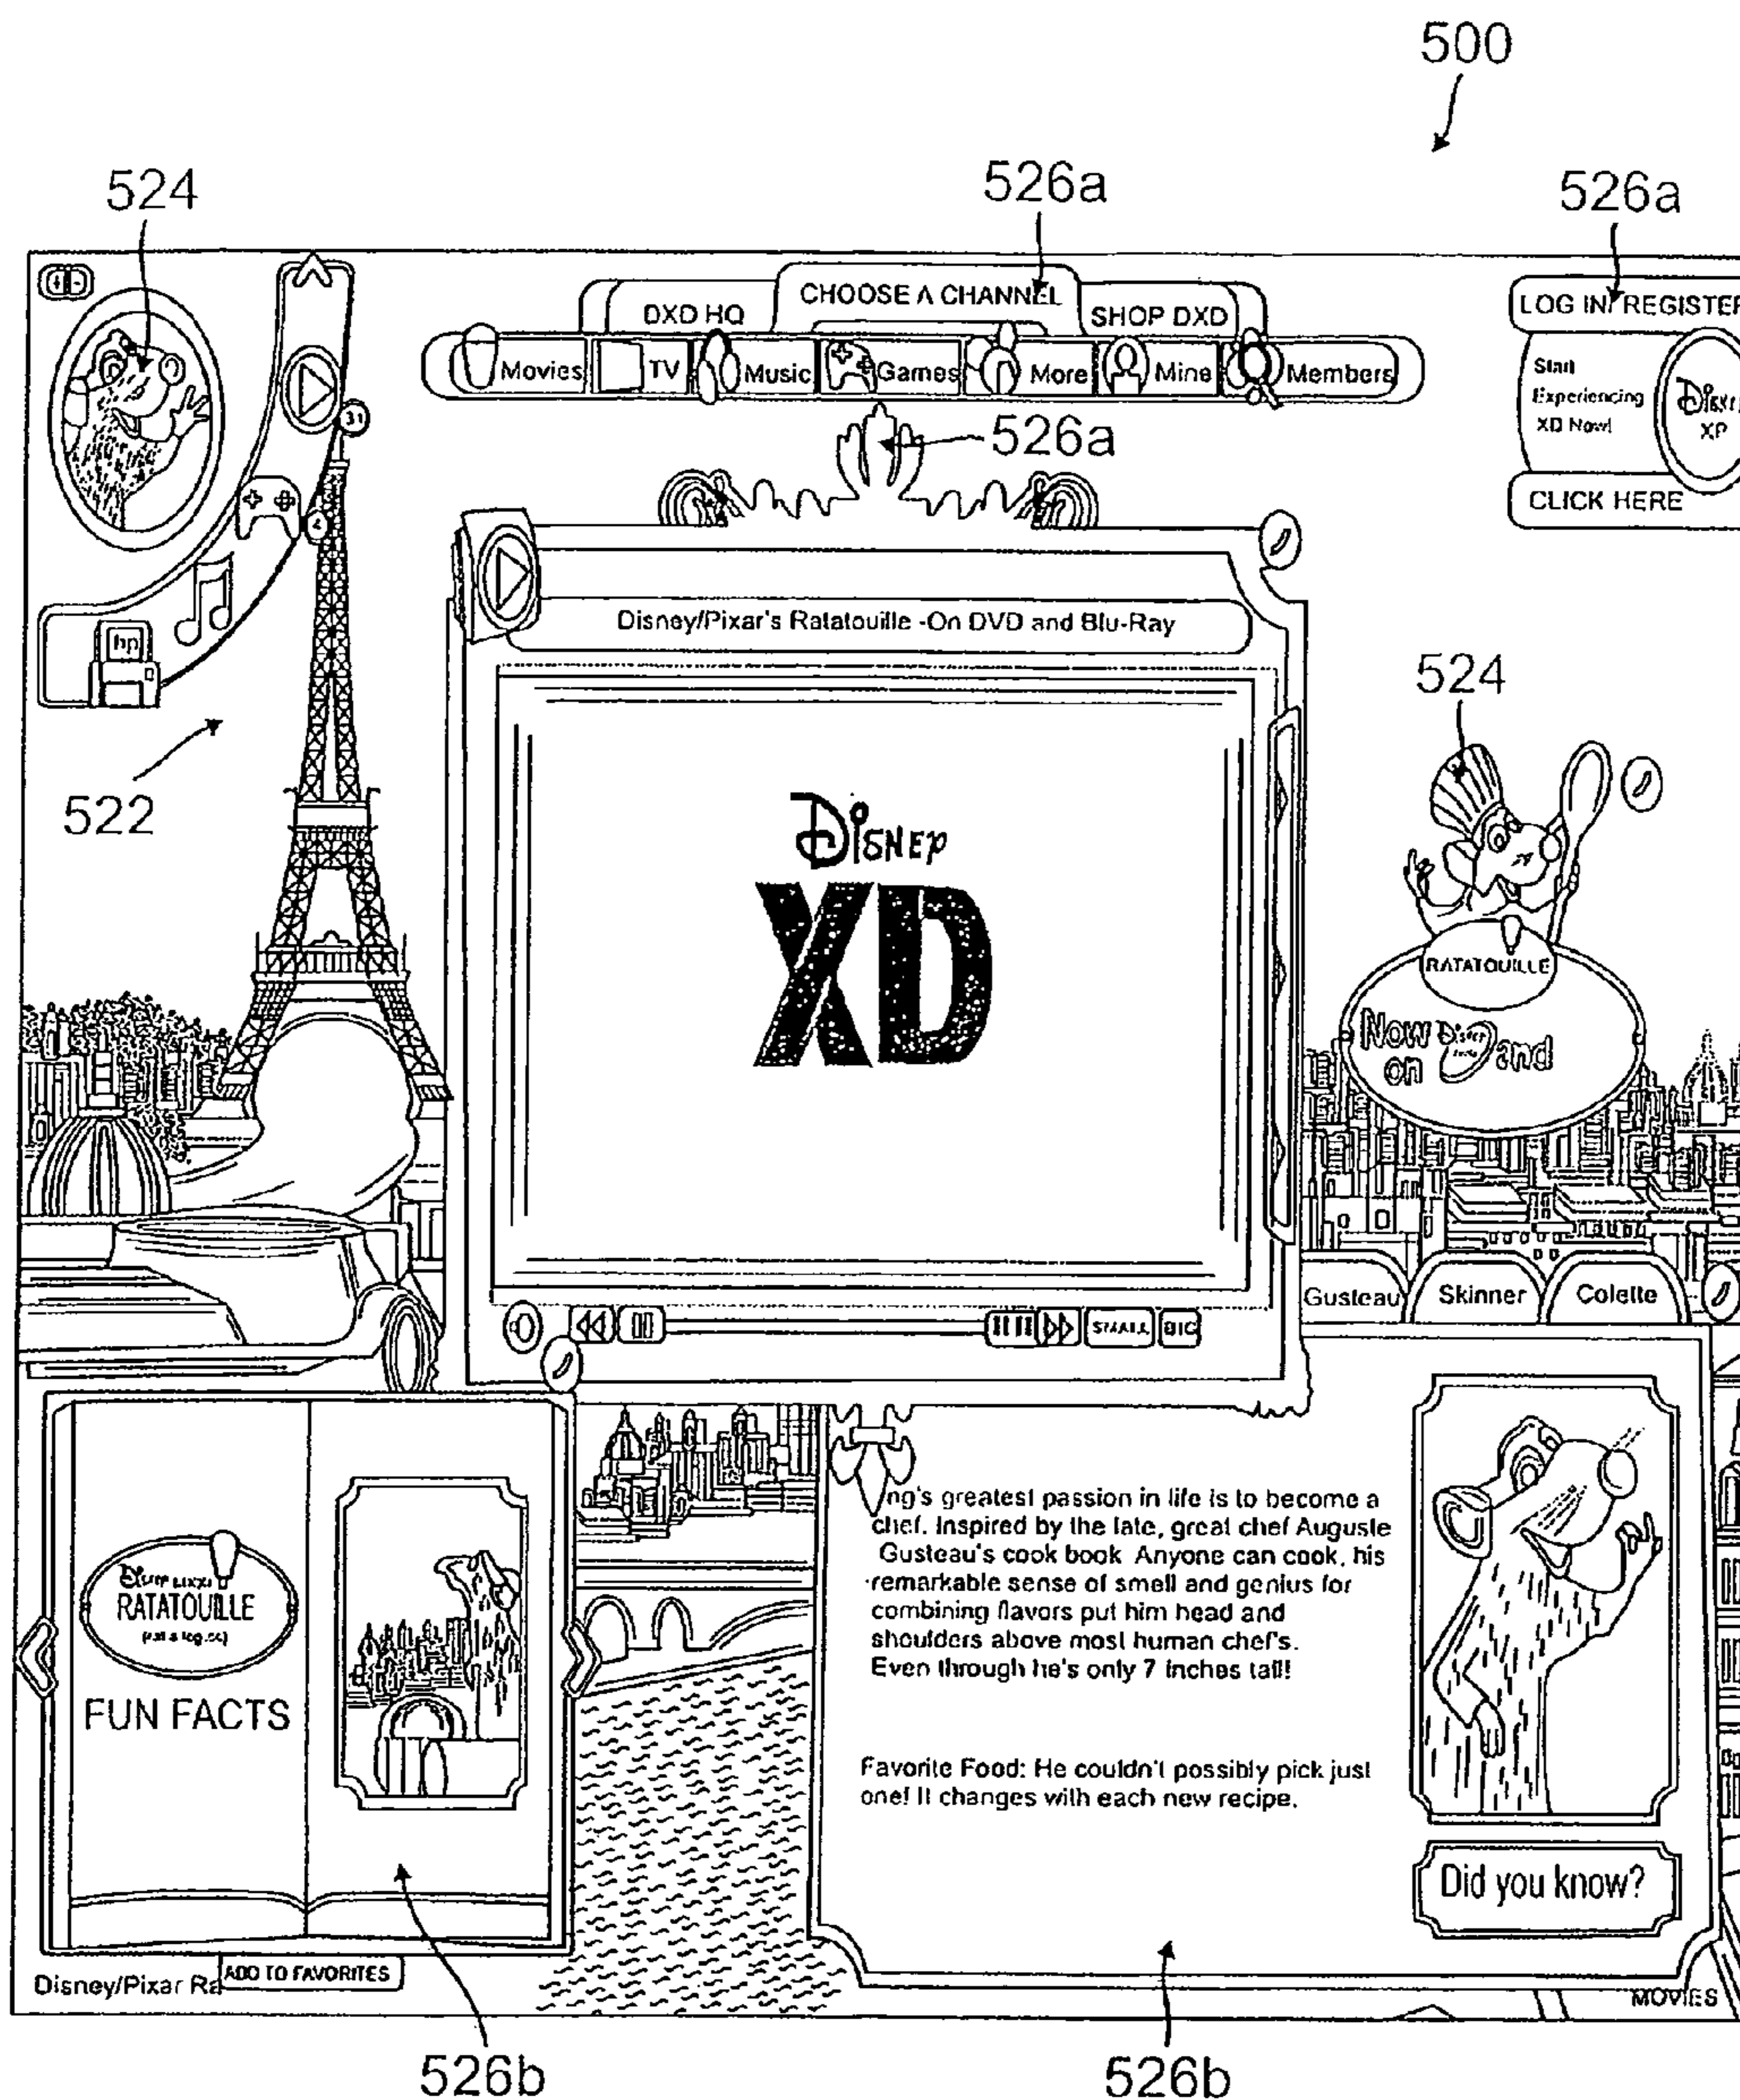 500
524
526a
526a
CHOOSE A CHANNEL
DXD HQ
SHOP DXD
LOG IN/ REGISTER
Movies
TV
Music
Games
More
Mine
Members
Start
Experiencing
XD Now!
Disne
XP
CLICK HERE
31
526a
4
hp
Disney/Pixar's Ratatouille -On DVD and Blu-Ray
524
522
Disney
XD
RATATOUILLE
Now
on
and
Gusteau
Skinner
Colette
SMALL
BIG
RATATOUILLE
FUN FACTS
ng's greatest passion in life is to become a
chef. Inspired by the late, great chef Auguste
Gusteau's cook book Anyone can cook, his
remarkable sense of smell and genius for
combining flavors put him head and
shoulders above most human chefs.
Even through he's only 7 inches tall!
Favorite Food: He couldn't possibly pick just
one! It changes with each new recipe.
Did you know?
Disney/Pixar Ra
ADD TO FAVORITES
MOVIES
526b
526b